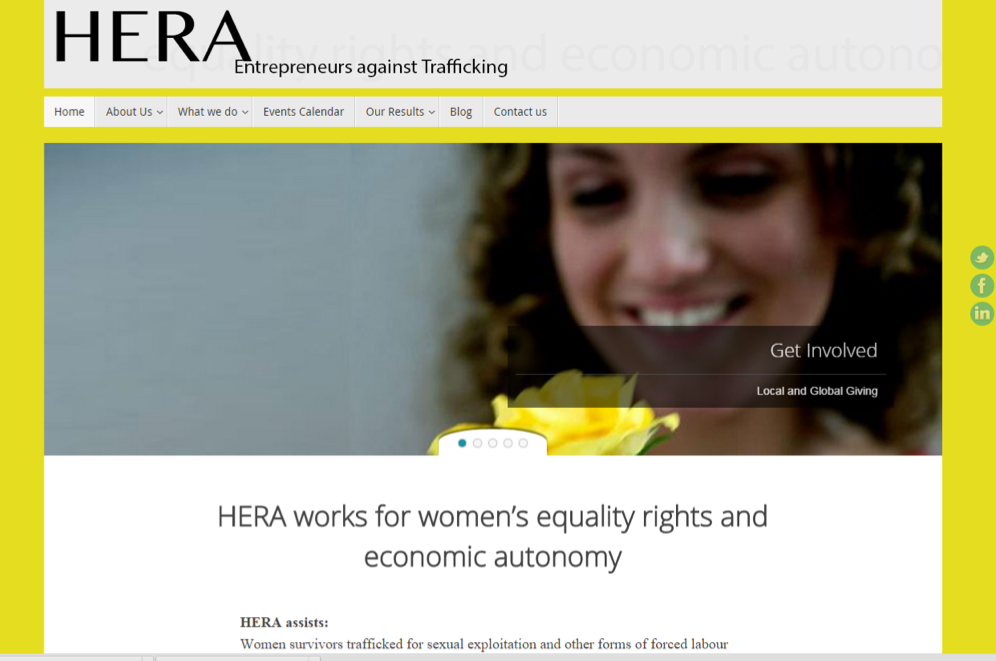 HERA
equality rights and economic autono
Entrepreneurs against Trafficking
Home About Us What we do Events Calendar Our Results Blog Contact us
Get Involved
Local and Global Giving
HERA works for women's equality rights and
economic autonomy
HERA assists:
Women survivors trafficked for sexual exploitation and other forms of forced labour